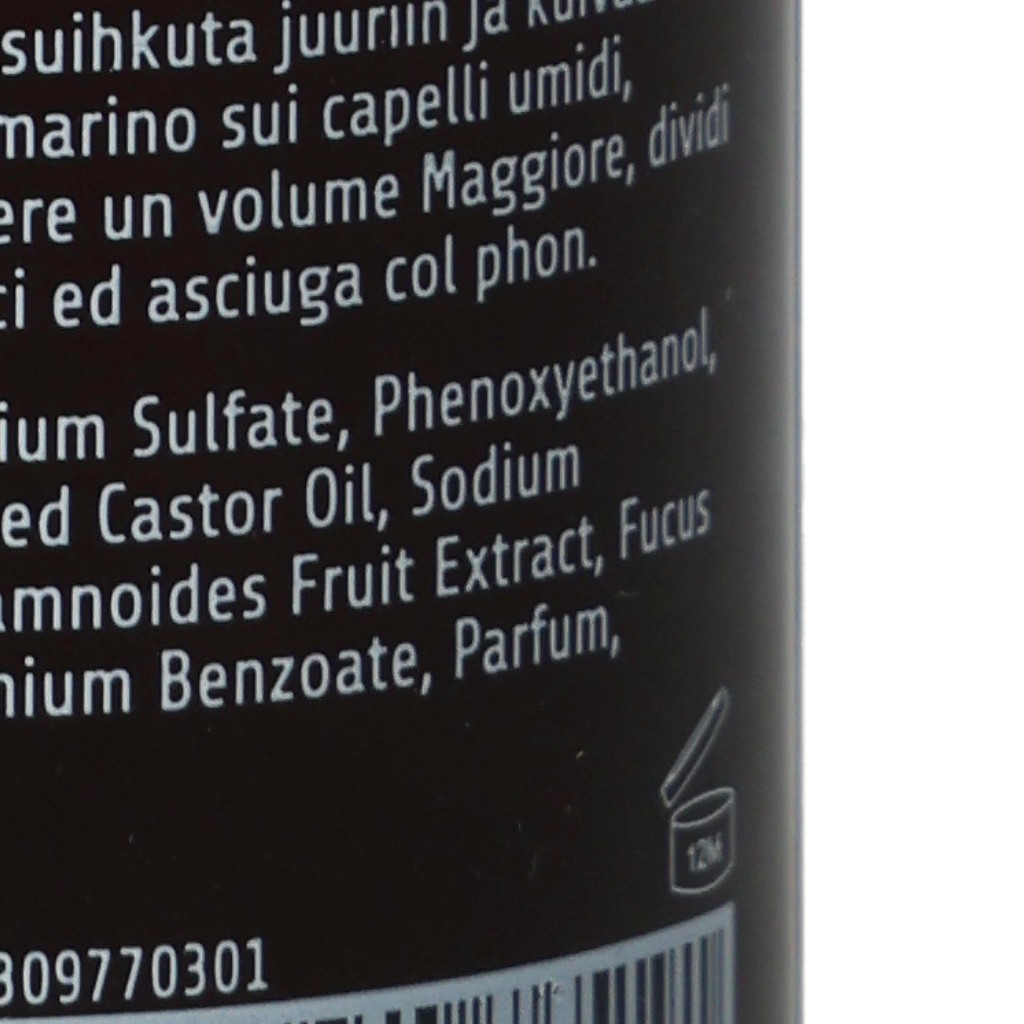 suihkuta juuriin ja
marino sui capelli umidi,
ere un volume Maggiore, dividi
ci ed asciuga col phon.
ium Sulfate, Phenoxyethanol,
ed Castor Oil, Sodium
amnoides Fruit Extract, Fucus
nium Benzoate, Parfum,
12M
309770301